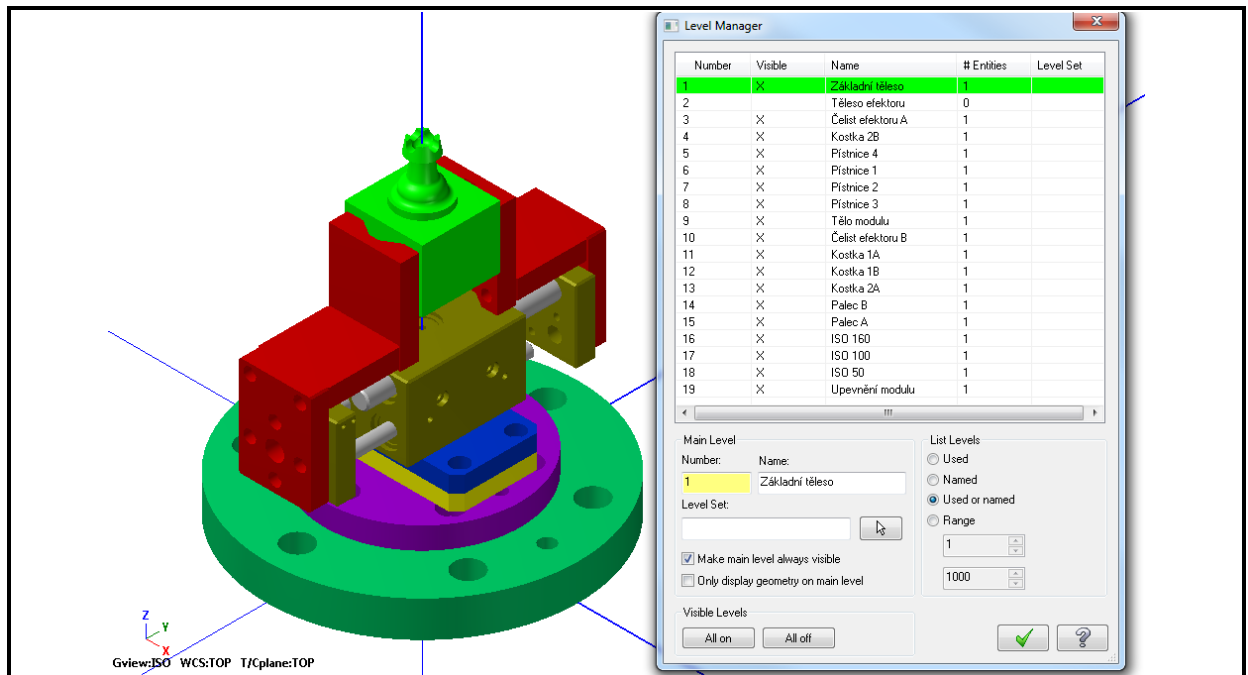 Level Manager
Number Visible Name # Entities Level Set
1 X Základní těleso 1
2 Těleso efektoru 0
3 X Čelist efektoru A 1
4 X Kostka 2B 1
5 X Pístnice 4 1
6 X Pístnice 1 1
7 X Pístnice 2 1
8 X Pístnice 3 1
9 X Tělo modulu 1
10 X Čelist efektoru B 1
11 X Kostka 1A 1
12 X Kostka 1B 1
13 X Kostka 2A 1
14 X Palec B 1
15 X Palec A 1
16 X ISO 160 1
17 X ISO 100 1
18 X ISO 50 1
19 X Upevnění modulu 1
Main Level
Number: Name:
1 Základní těleso
Level Set:
Make main level always visible
Only display geometry on main level
List Levels
Used
Named
Used or named
Range
1
1000
Visible Levels
All on All off
Z
Y
X
Gview:ISO WCS:TOP T/Cplane:TOP